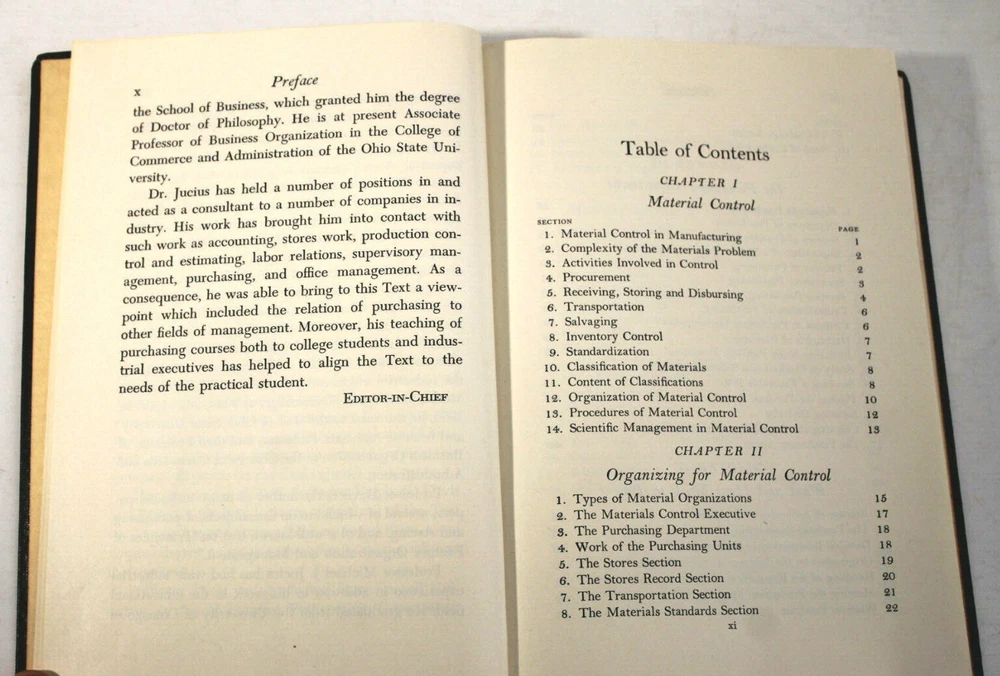 x Preface
the School of Business, which granted him the degree
of Doctor of Philosophy. He is at present Associate
Professor of Business Organization in the College of
Commerce and Administration of the Ohio State Uni-
versity.
Dr. Jucius has held a number of positions in and
acted as a consultant to a number of companies in in-
dustry. His work has brought him into contact with
such work as accounting, stores work, production con-
trol and estimating, labor relations, supervisory man-
agement, purchasing, and office management. As a
consequence, he was able to bring to this Text a view-
point which included the relation of purchasing to
other fields of management. Moreover, his teaching of
purchasing courses both to college students and indus-
trial executives has helped to align the Text to the
needs of the practical student.
EDITOR-IN-CHIEF
Table of Contents
CHAPTER I
Material Control
SECTION PAGE
1. Material Control in Manufacturing 1
2. Complexity of the Materials Problem 2
3. Activities Involved in Control 2
4. Procurement 3
5. Receiving, Storing and Disbursing 4
6. Transportation 6
7. Salvaging 6
8. Inventory Control 7
9. Standardization 7
10. Classification of Materials 8
11. Content of Classifications 8
12. Organization of Material Control 10
13. Procedures of Material Control 12
14. Scientific Management in Material Control 13
CHAPTER II
Organizing for Material Control
1. Types of Material Organizations 15
2. The Materials Control Executive 17
3. The Purchasing Department 18
4. Work of the Purchasing Units 18
5. The Stores Section 19
6. The Stores Record Section 20
7. The Transportation Section 21
8. The Materials Standards Section 22
xi